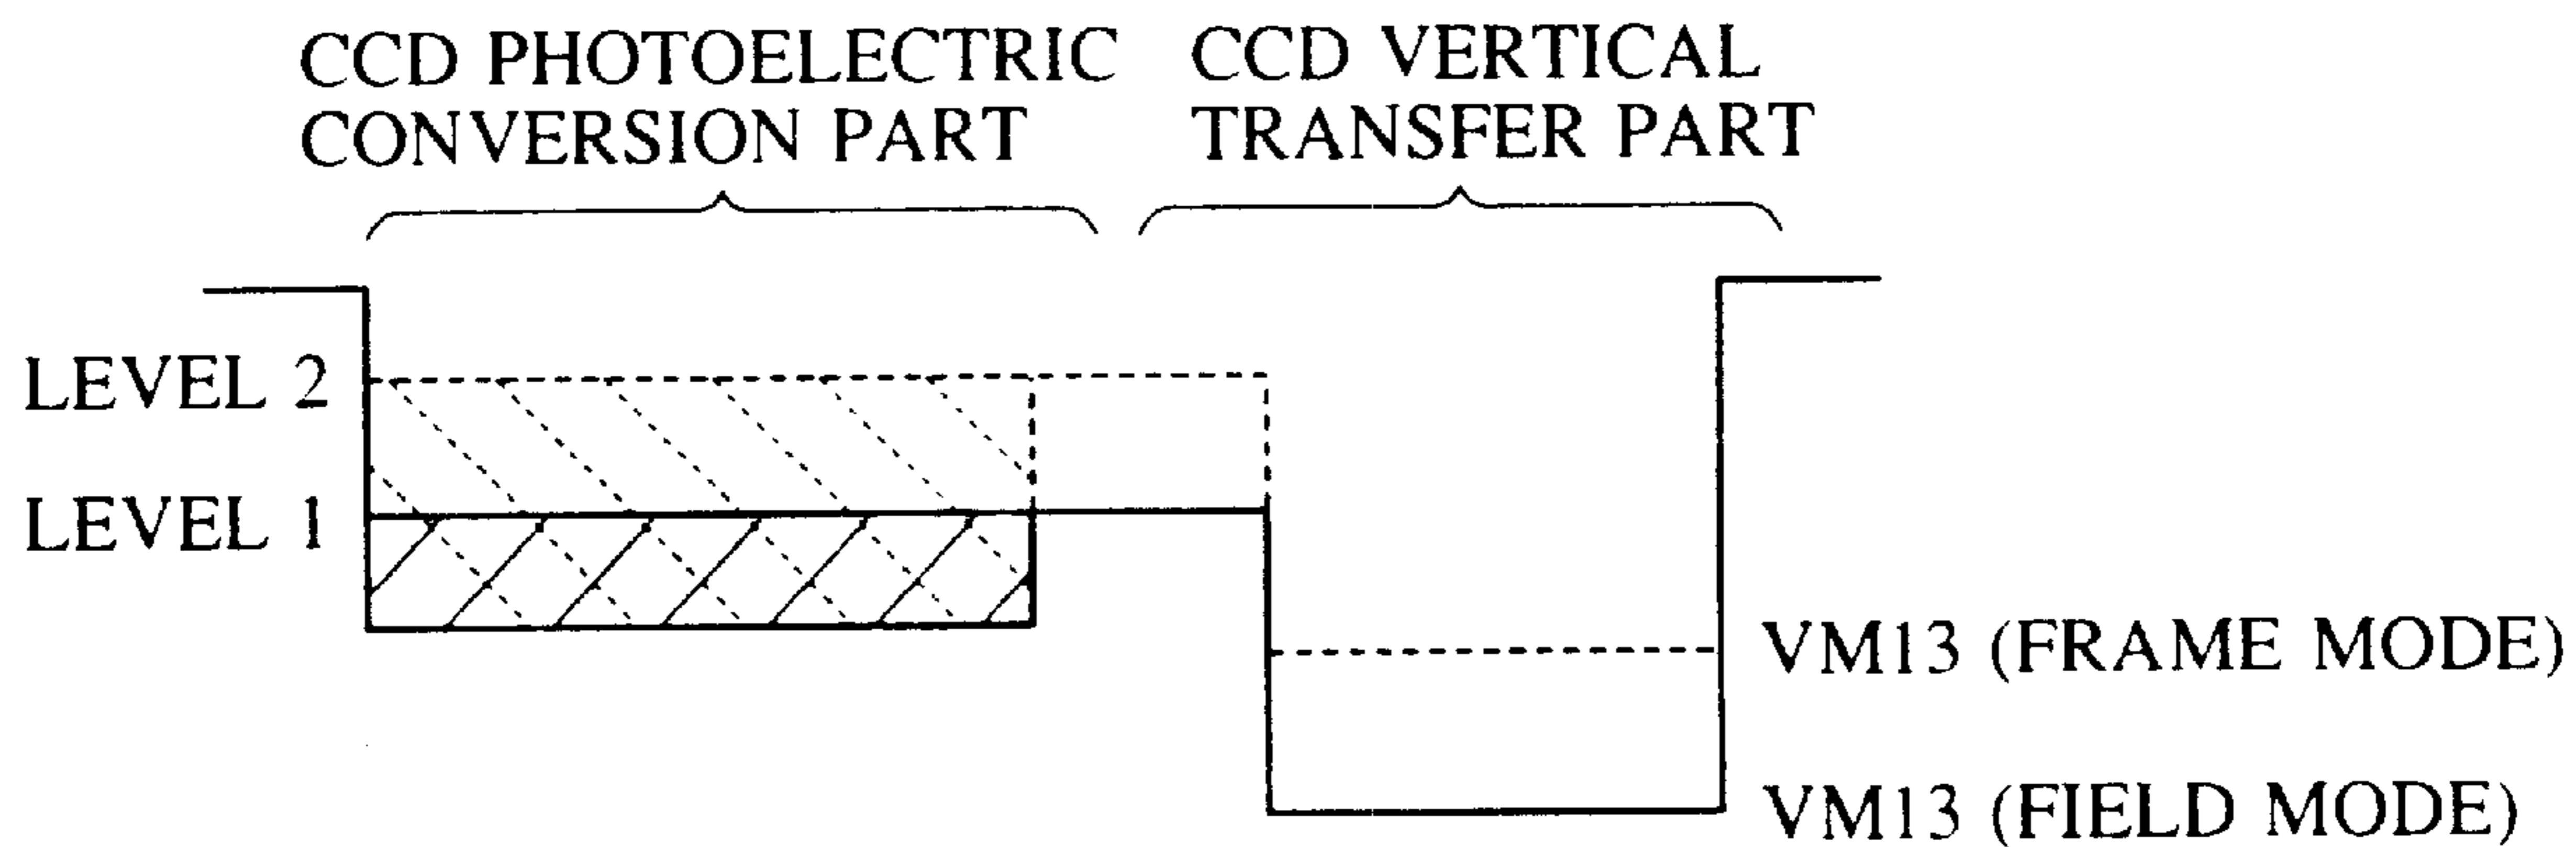 CCD PHOTOELECTRIC
CONVERSION PART
CCD VERTICAL
TRANSFER PART
LEVEL 2
LEVEL 1
VM13 (FRAME MODE)
VM13 (FIELD MODE)